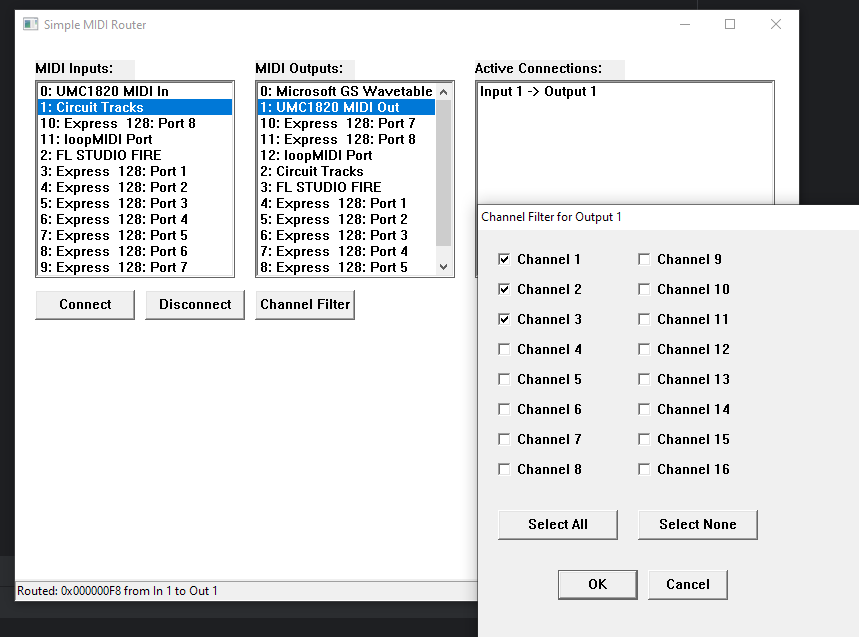 Simple MIDI Router
MIDI Inputs:
0: UMC1820 MIDI In
1: Circuit Tracks
10: Express  128: Port 8
11: loopMIDI Port
2: FL STUDIO FIRE
3: Express  128: Port 1
4: Express  128: Port 2
5: Express  128: Port 3
6: Express  128: Port 4
7: Express  128: Port 5
8: Express  128: Port 6
9: Express  128: Port 7
MIDI Outputs:
0: Microsoft GS Wavetable
1: UMC1820 MIDI Out
10: Express  128: Port 7
11: Express  128: Port 8
12: loopMIDI Port
2: Circuit Tracks
3: FL STUDIO FIRE
4: Express  128: Port 1
5: Express  128: Port 2
6: Express  128: Port 3
7: Express  128: Port 4
8: Express  128: Port 5
Active Connections:
Input 1 -> Output 1
Connect
Disconnect
Channel Filter
Channel Filter for Output 1
Channel 1
Channel 2
Channel 3
Channel 4
Channel 5
Channel 6
Channel 7
Channel 8
Channel 9
Channel 10
Channel 11
Channel 12
Channel 13
Channel 14
Channel 15
Channel 16
Select All
Select None
OK
Cancel
Routed: 0x000000F8 from In 1 to Out 1